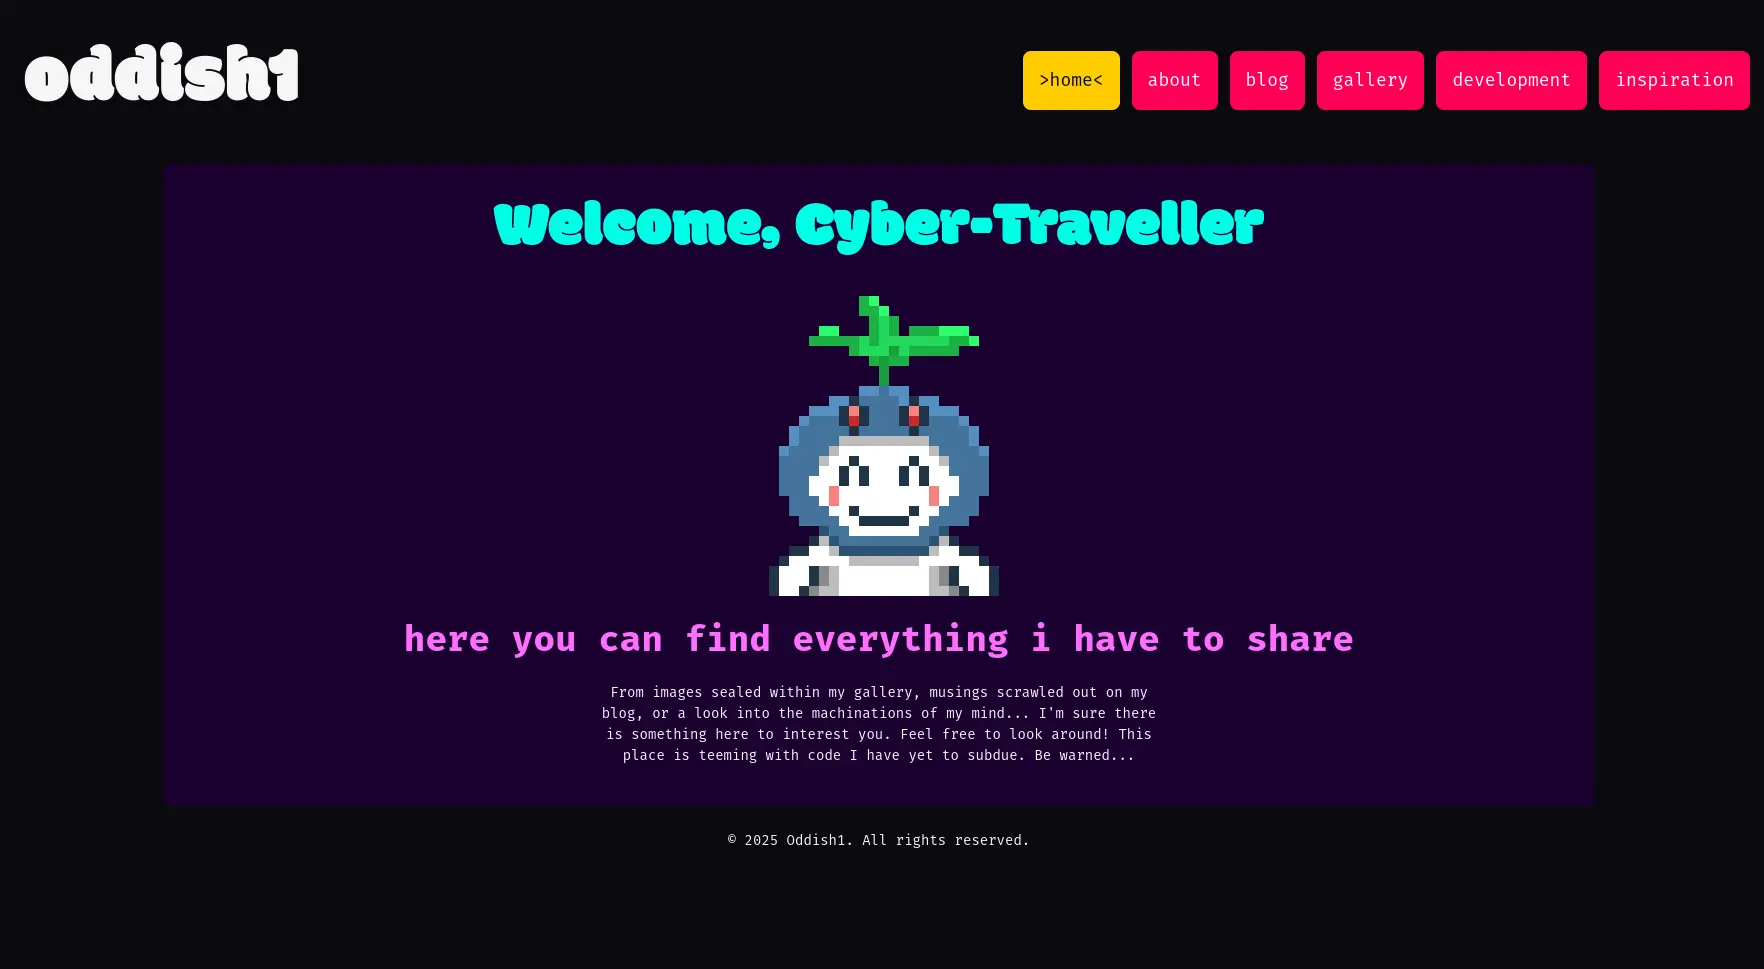 oddish1
>home<
about
blog
gallery
development
inspiration
Welcome, Cyber-Traveller
here you can find everything i have to share
From images sealed within my gallery, musings scrawled out on my
blog, or a look into the machinations of my mind... I'm sure there
is something here to interest you. Feel free to look around! This
place is teeming with code I have yet to subdue. Be warned...
© 2025 Oddish1. All rights reserved.